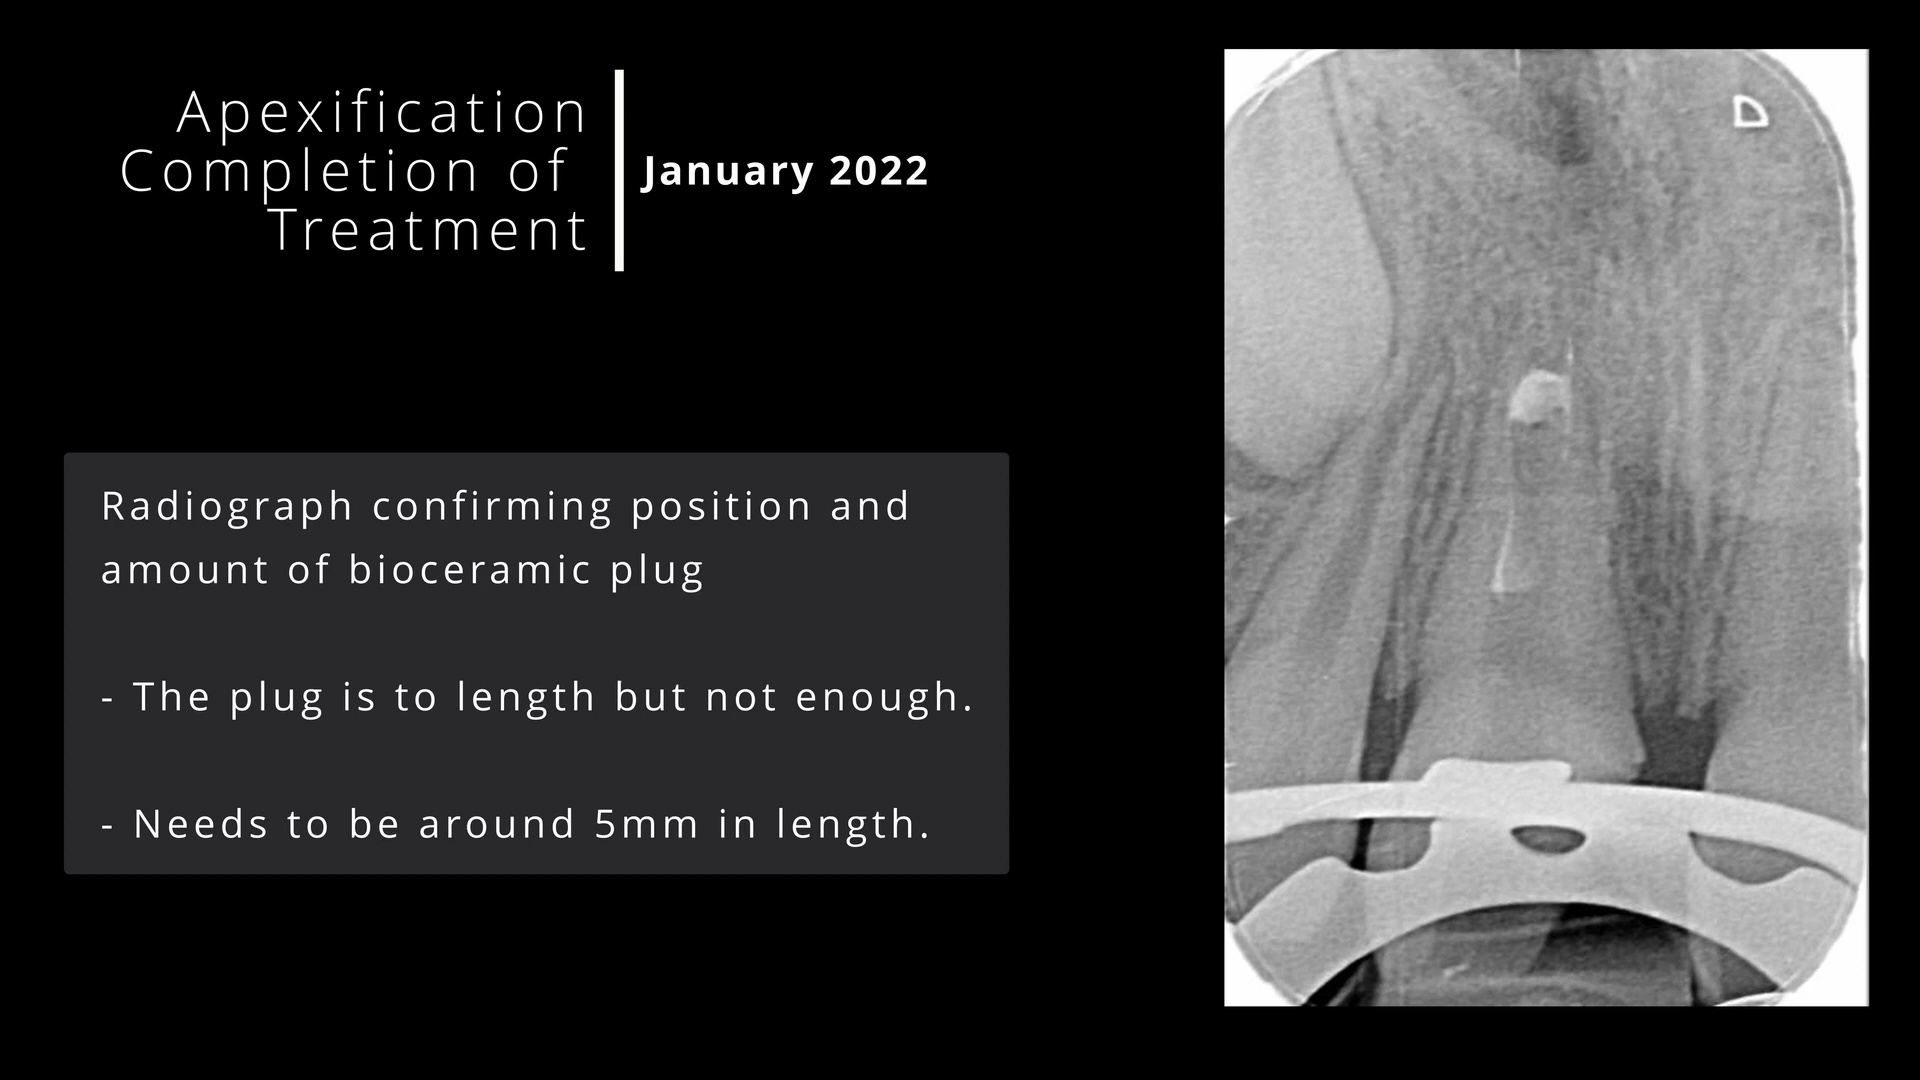 Apexification
Completion of
Treatment
January 2022
Radiograph confirming position and
amount of bioceramic plug
- The plug is to length but not enough.
- Needs to be around 5mm in length.
D